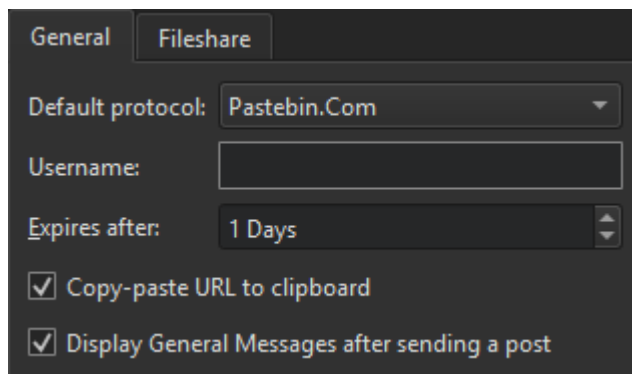 General Fileshare
Default protocol: Pastebin.Com
Username:
Expires after: 1 Days
Copy-paste URL to clipboard
Display General Messages after sending a post